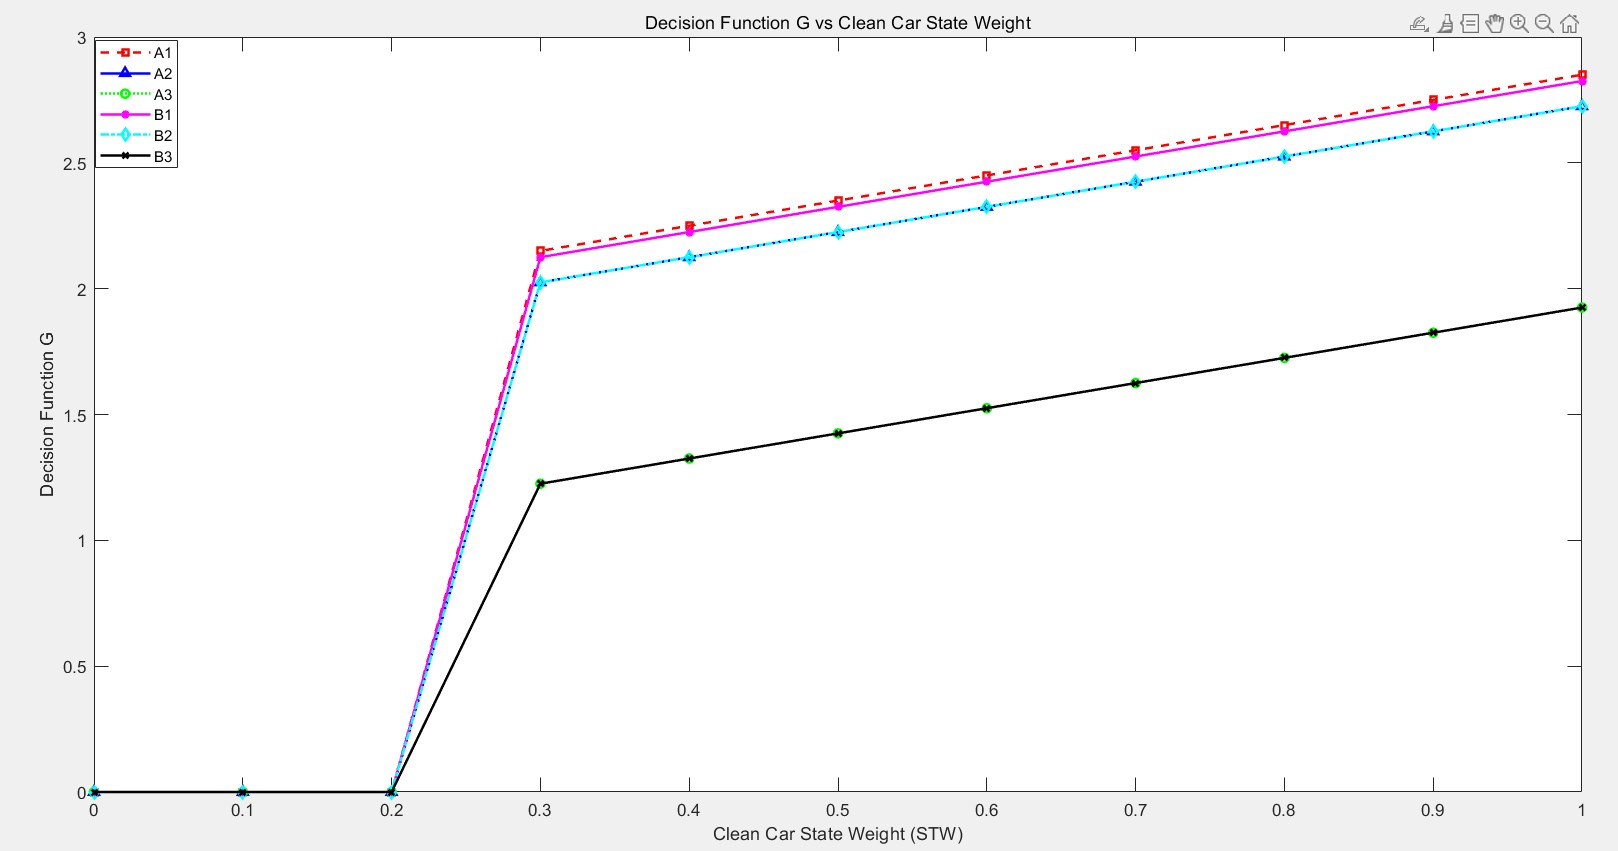 Decision Function G vs Clean Car State Weight
A1
A2
A3
B1
B2
B3
3
2.5
2
1.5
1
0.5
0
Decision Function G
0 0.1 0.2 0.3 0.4 0.5 0.6 0.7 0.8 0.9 1
Clean Car State Weight (STW)